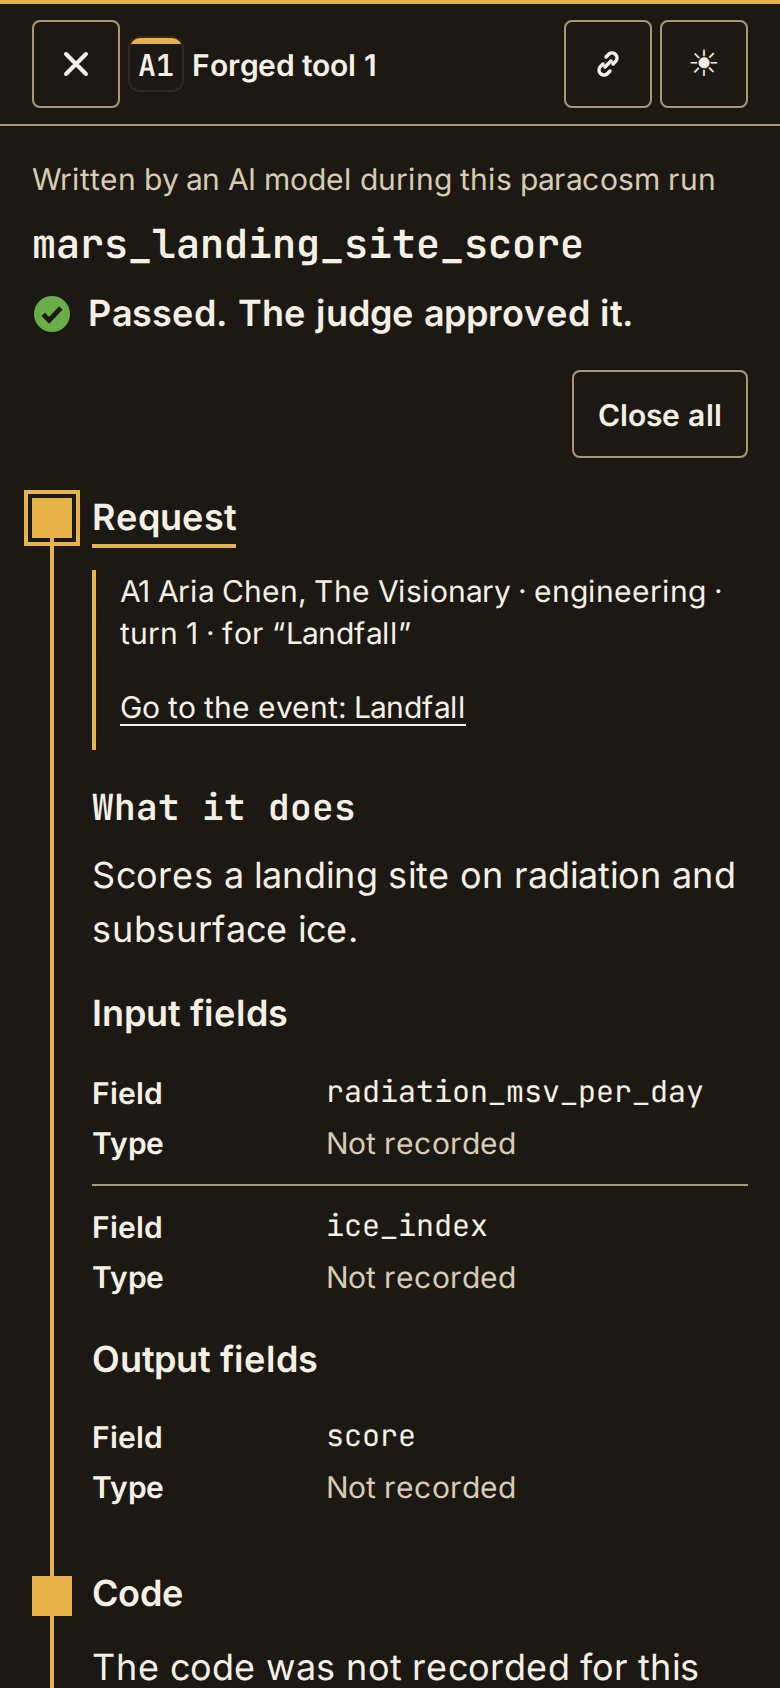 A1 Forged tool 1
Written by an AI model during this paracosm run
mars_landing_site_score
Passed. The judge approved it.
Close all
Request
A1 Aria Chen, The Visionary · engineering ·
turn 1 · for “Landfall”
Go to the event: Landfall
What it does
Scores a landing site on radiation and
subsurface ice.
Input fields
Field radiation_msv_per_day
Type Not recorded
Field ice_index
Type Not recorded
Output fields
Field score
Type Not recorded
Code
The code was not recorded for this